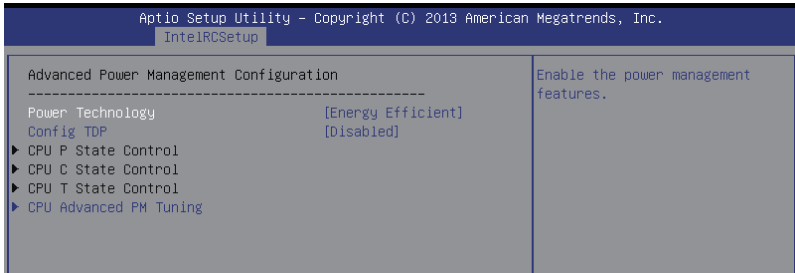 Aptio Setup Utility – Copyright (C) 2013 American Megatrends, Inc.
IntelRCSetup
Advanced Power Management Configuration
--------------------------------------------------
Power Technology [Energy Efficient]
Config TDP [Disabled]
CPU P State Control
CPU C State Control
CPU T State Control
CPU Advanced PM Tuning
Enable the power management
features.